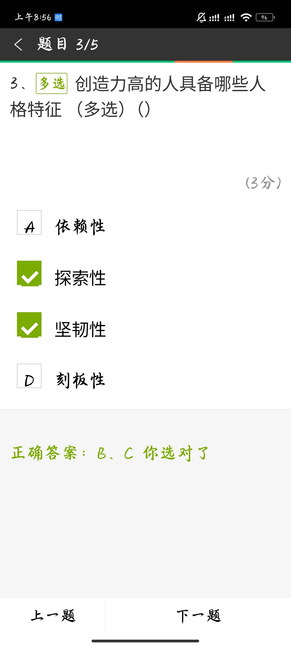 上午8:56
96
题目 3/5
3、多选 创造力高的人具备哪些人
格特征 （多选）（）
(3分)
A 依赖性
探索性
坚韧性
D 刻板性
正确答案：B、C 你选对了
上一题 下一题